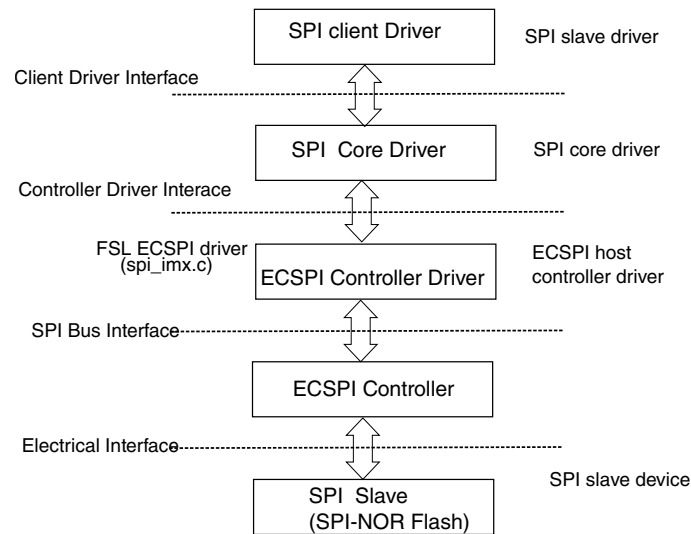 SPI client Driver
SPI slave driver
Client Driver Interface
SPI Core Driver
SPI core driver
Controller Driver Interace
FSL ECSPI driver
(spi_imx.c)
ECSPI Controller Driver
ECSPI host
controller driver
SPI Bus Interface
ECSPI Controller
Electrical Interface
SPI Slave
(SPI-NOR Flash)
SPI slave device